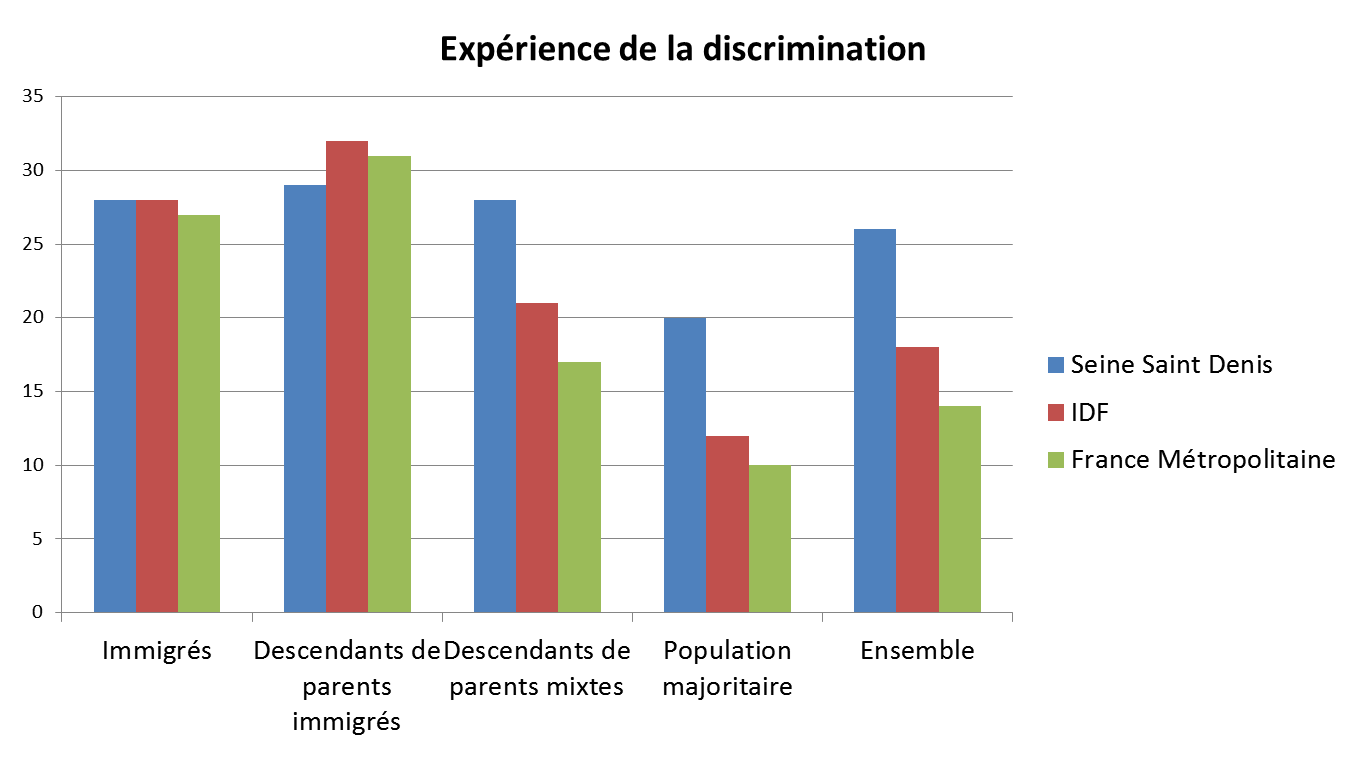 Expérience de la discrimination
35
30
25
20
15
10
5
0
Immigrés
Descendants de
parents
immigrés
Descendants de
parents mixtes
Population
majoritaire
Ensemble
Seine Saint Denis
IDF
France Métropolitaine